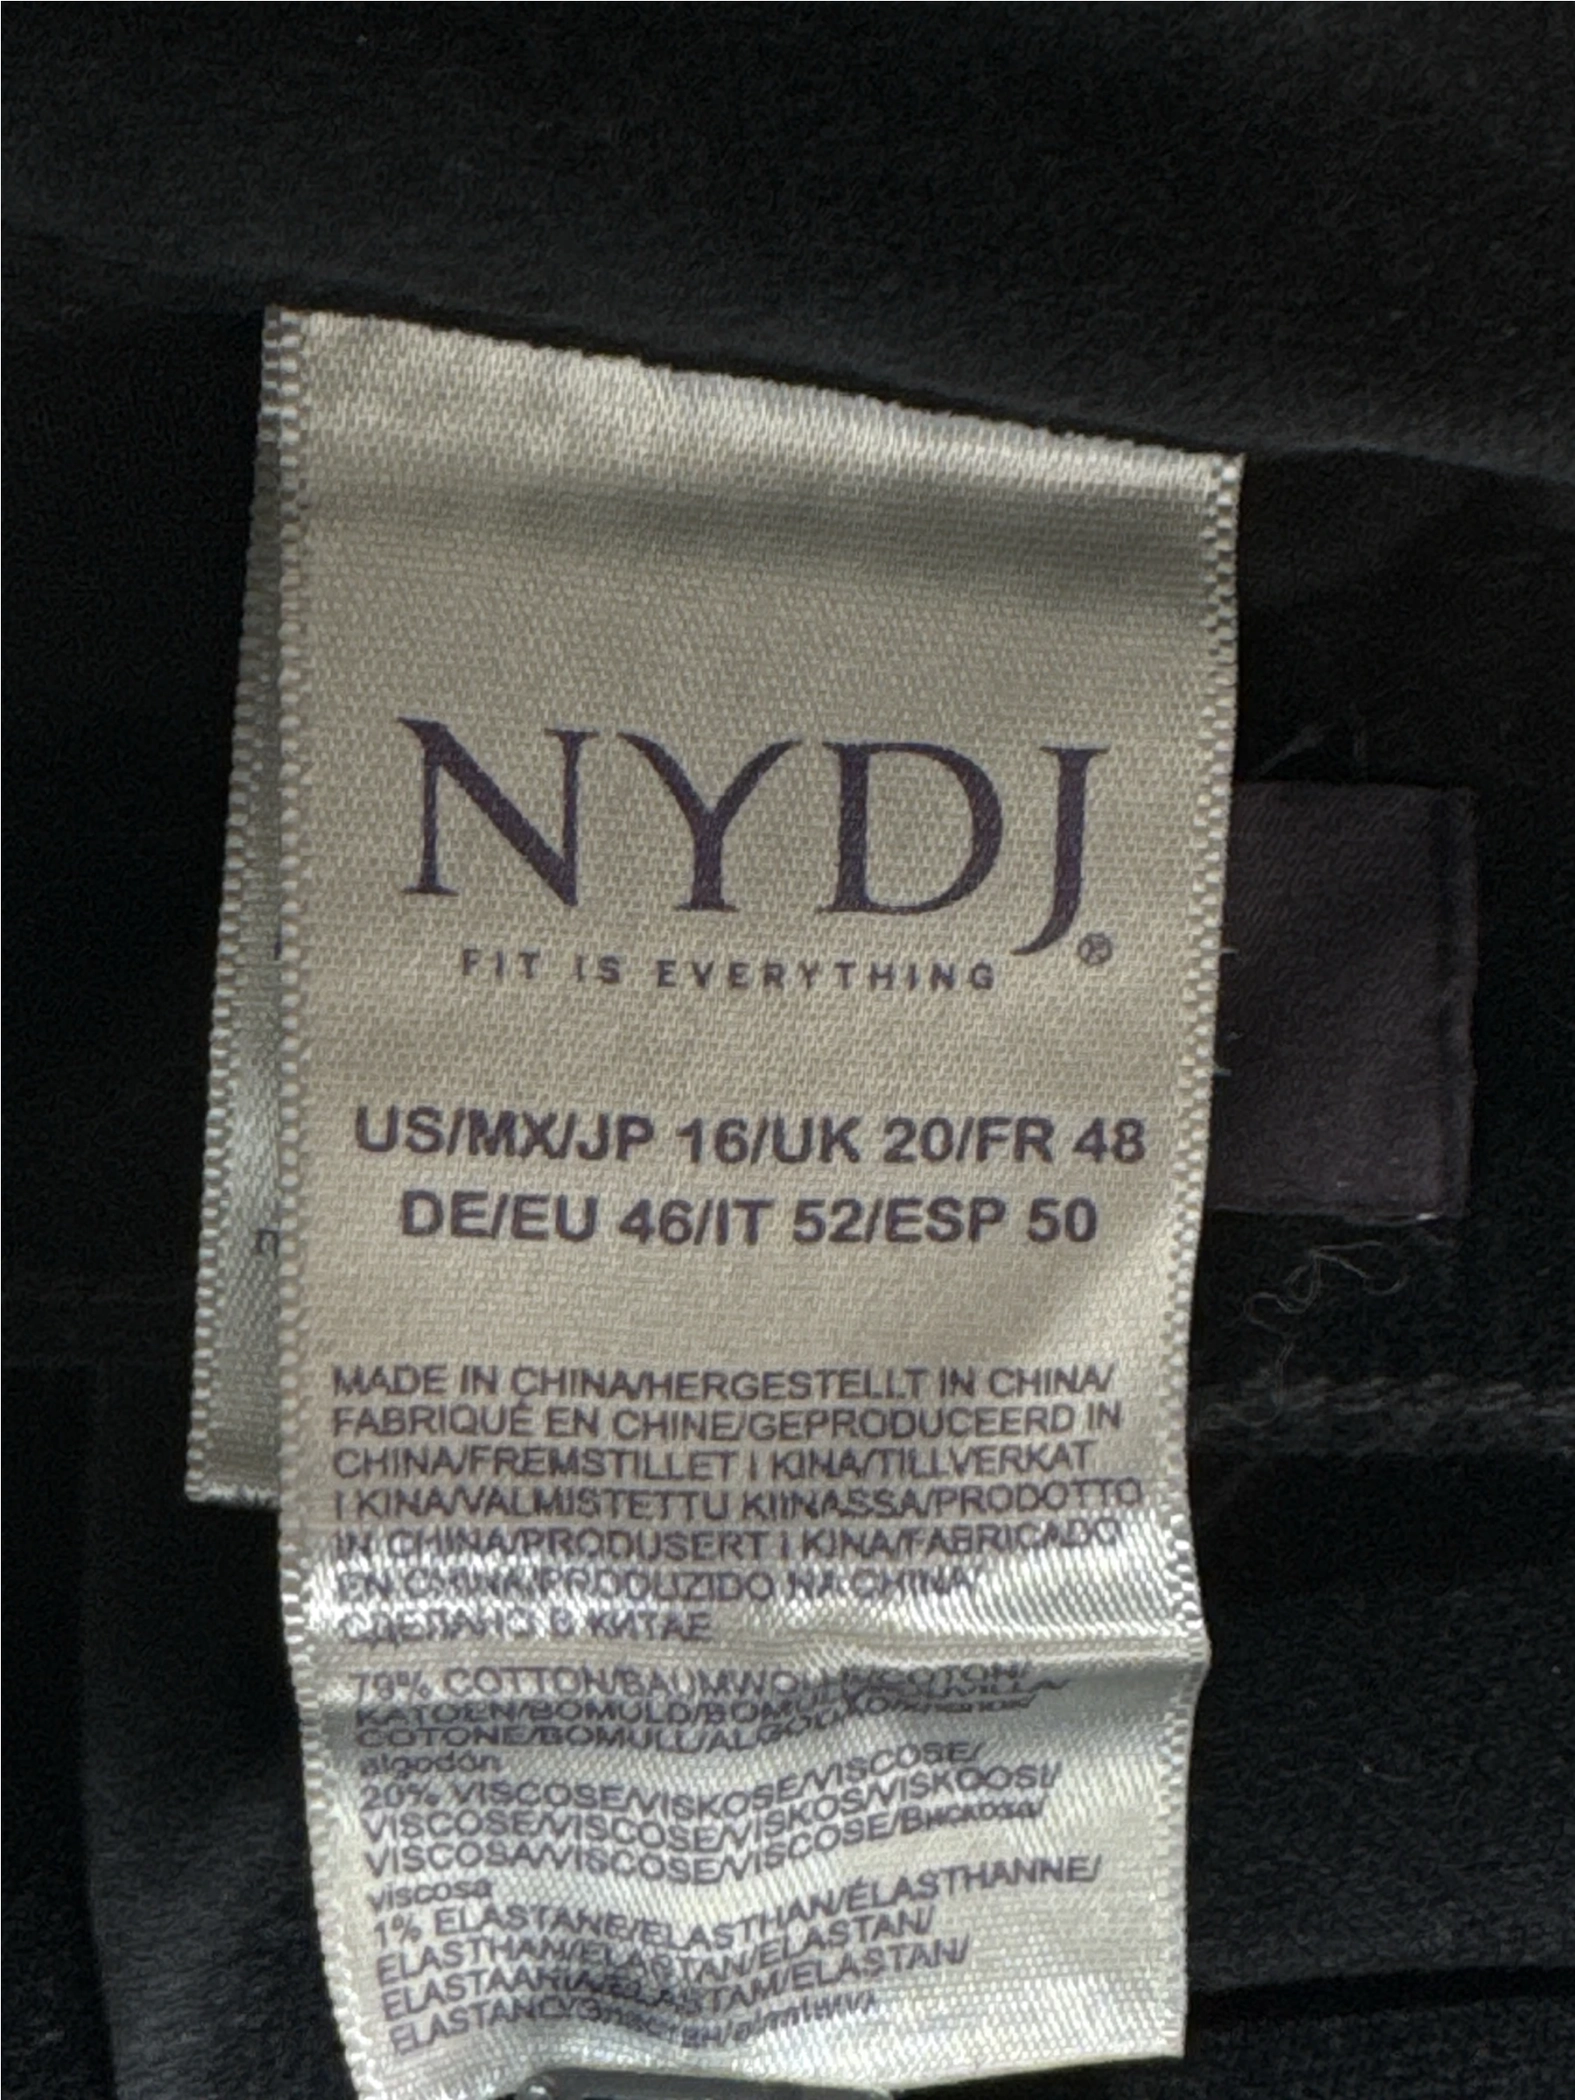 NYDJ®
FIT IS EVERYTHING
US/MX/JP 16/UK 20/FR 48
DE/EU 46/IT 52/ESP 50
MADE IN CHINA/HERGESTELLT IN CHINA/
FABRIQUÉ EN CHINE/GEPRODUCEERD IN
CHINA/FREMSTILLET I KINA/TILLVERKAT
I KINA/VALMISTETTU KIINASSA/PRODOTTO
IN CHINA/PRODUSERT I KINA/FABRICADO
EN CHINA/PRODUZIDO NA CHINA/
СДЕЛАНО В КИТАЕ
79% COTTON/BAUMWOLLE/COTON/
KATOEN/BOMULD/BOMULL/
COTONE/BOMULL/ALGODÃO/
algodón
20% VISCOSE/VISKOSE/VISCOSE/
VISCOSE/VISCOSE/VISKOS/VISKOOSI/
VISCOSA/VISCOSE/VISCOSE/Вискоза/
viscosa
1% ELASTANE/ELASTHAN/ÉLASTHANNE/
ELASTHAN/ELASTAN/ELASTAN/
ELASTAANIA/ELASTAM/ELASTAN/
ELASTANO/Эластан/